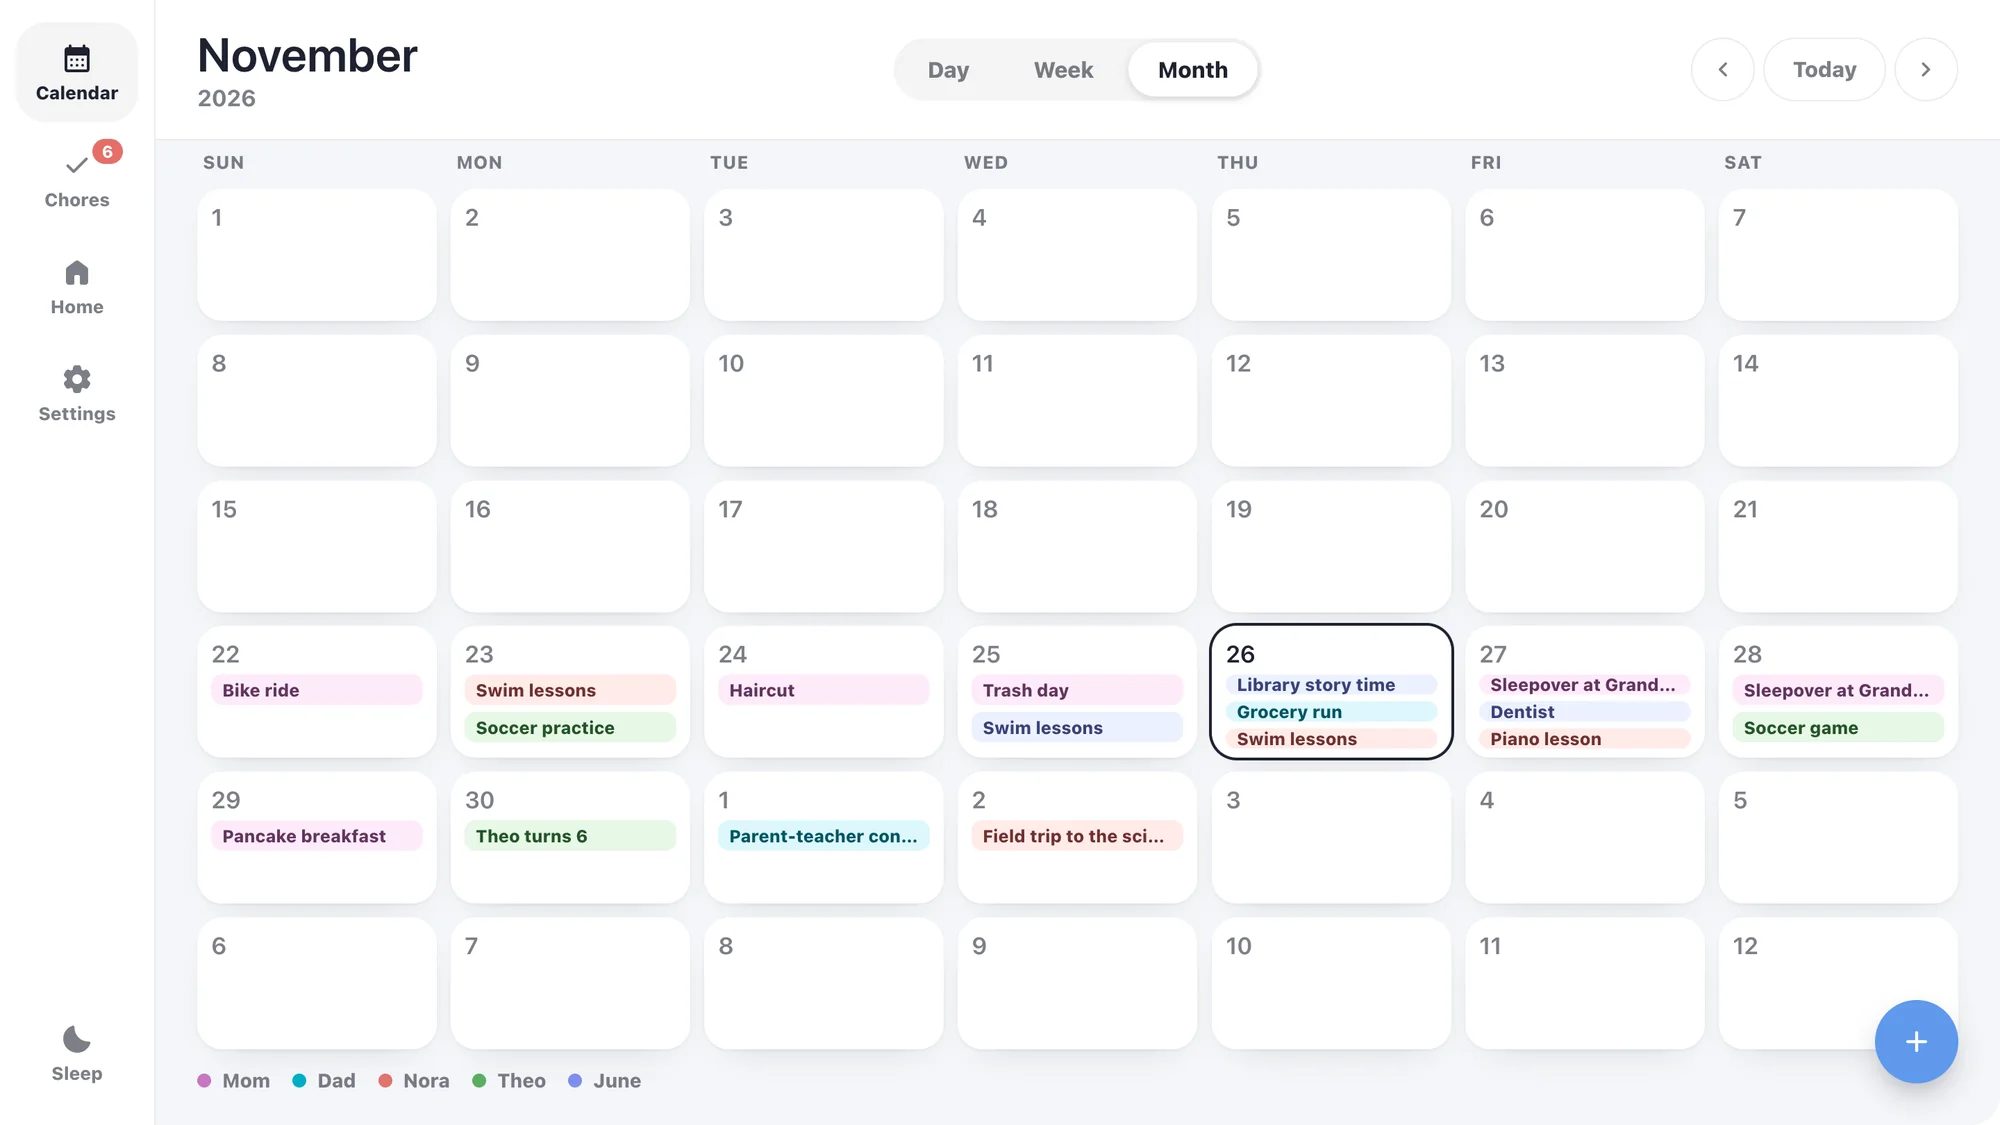 Calendar
6
Chores
Home
Settings
Sleep
November
2026
Day Week Month
Today
SUN MON TUE WED THU FRI SAT
1 2 3 4 5 6 7
8 9 10 11 12 13 14
15 16 17 18 19 20 21
22
Bike ride
23
Swim lessons
Soccer practice
24
Haircut
25
Trash day
Swim lessons
26
Library story time
Grocery run
Swim lessons
27
Sleepover at Grand...
Dentist
Piano lesson
28
Sleepover at Grand...
Soccer game
29
Pancake breakfast
30
Theo turns 6
1
Parent-teacher con...
2
Field trip to the sci...
3
4
5
6 7 8 9 10 11 12
Mom Dad Nora Theo June